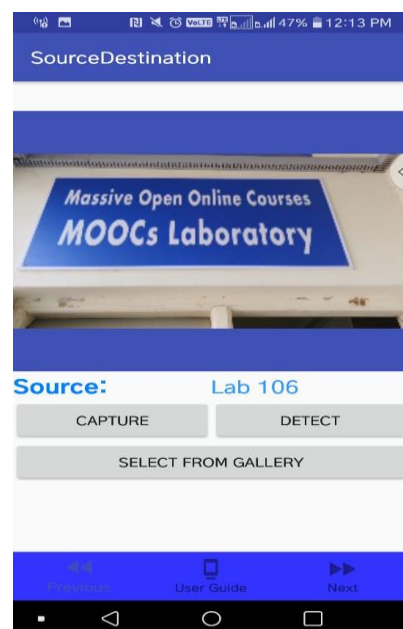 VoLTE 47% 12:13 PM
SourceDestination
Massive Open Online Courses
MOOCs Laboratory
Source: Lab 106
CAPTURE DETECT
SELECT FROM GALLERY
Previous User Guide Next